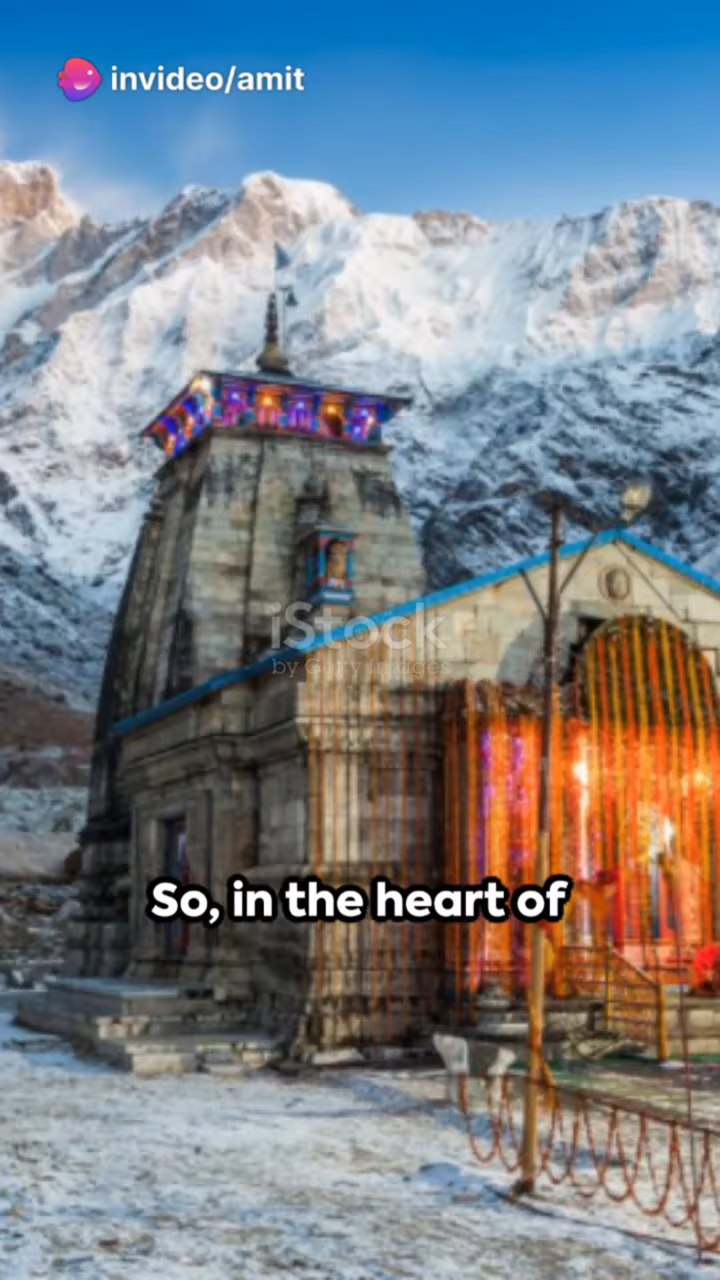 invideo/amit
iStock
by Getty Images
So, in the heart of